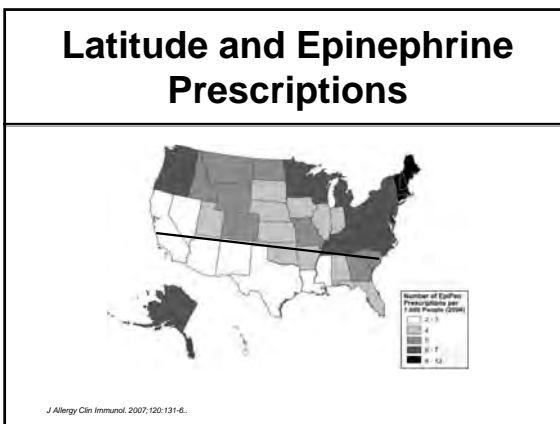 Latitude and Epinephrine
Prescriptions
Number of EpiPen
Prescriptions per
1,000 People (2004)
2 - 3
4
5
6 - 7
8 - 12
J Allergy Clin Immunol. 2007;120:131-6..